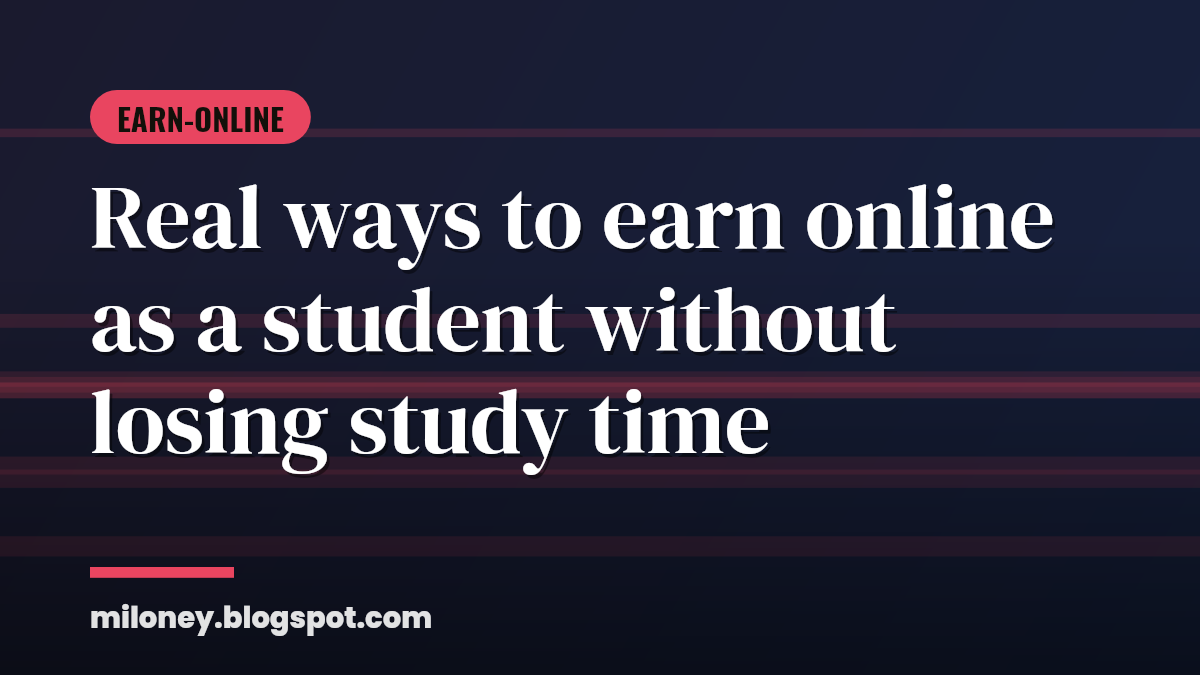 EARN-ONLINE
Real ways to earn online
as a student without
losing study time
miloney.blogspot.com